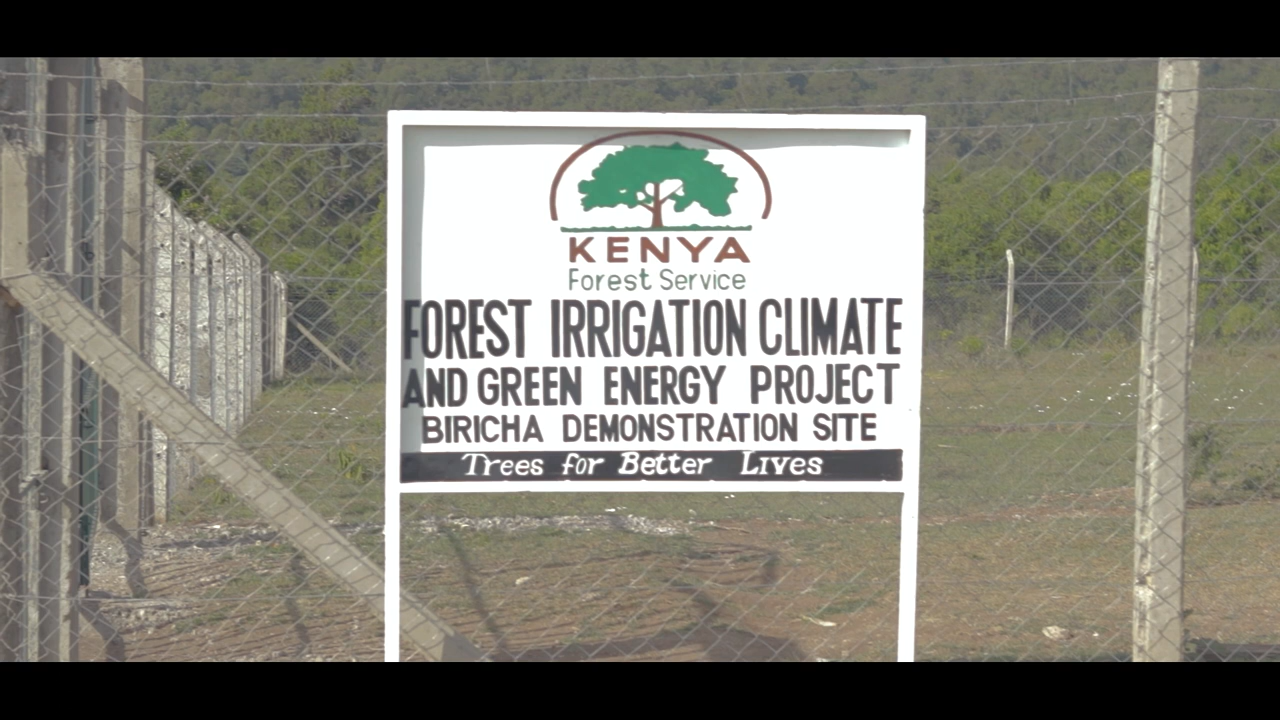 KENYA
Forest Service
FOREST IRRIGATION CLIMATE
AND GREEN ENERGY PROJECT
BIRICHA DEMONSTRATION SITE
Trees for Better Lives